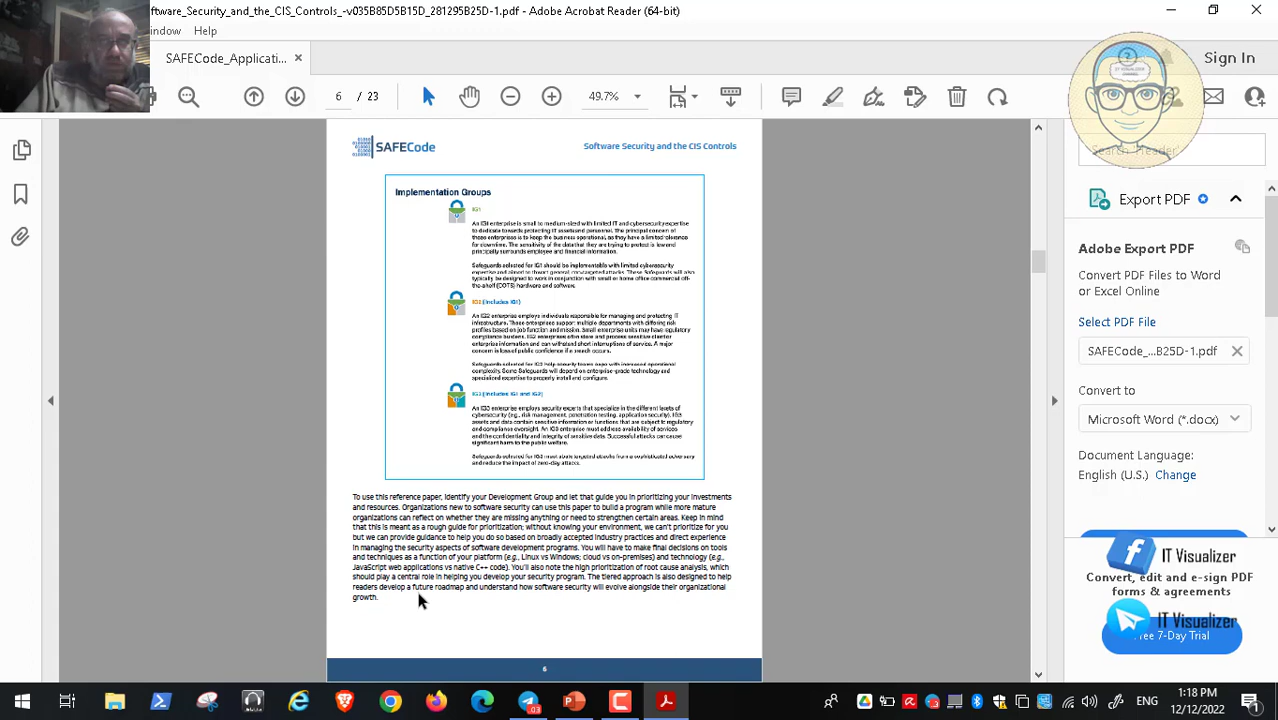 ftware_Security_and_the_CIS_Controls_-v035B85D5B15D_281295B25D-1.pdf - Adobe Acrobat Reader (64-bit)
indow Help
SAFECode_Applicati...
Sign In
6 / 23
49.7%
IT VISUALIZER
CHANNEL
SAFECode
Software Security and the CIS Controls
Implementation Groups
IG1
An IG1 enterprise is small to medium-sized with limited IT and cybersecurity expertise
to dedicate towards protecting IT assets and personnel. The principal concern of
these enterprises is to keep the business operational, as they have a limited tolerance
for downtime. The sensitivity of the data that they are trying to protect is low and
principally surrounds employee and financial information.
Safeguards selected for IG1 should be implementable with limited cybersecurity
expertise and aimed to thwart general, non-targeted attacks. These Safeguards will also
typically be designed to work in conjunction with small or home office commercial off-
the-shelf (COTS) hardware and software.
IG2 (Includes IG1)
An IG2 enterprise employs individuals responsible for managing and protecting IT
infrastructure. These enterprises support multiple departments with differing risk
profiles based on job function and mission. Small enterprise units may have regulatory
compliance burdens. IG2 enterprises often store and process sensitive client or
enterprise information and can withstand short interruptions of service. A major
concern is loss of public confidence if a breach occurs.
Safeguards selected for IG2 help security teams cope with increased operational
complexity. Some Safeguards will depend on enterprise-grade technology and
specialized expertise to properly install and configure.
IG3 (Includes IG1 and IG2)
An IG3 enterprise employs security experts that specialize in the different facets of
cybersecurity (e.g., risk management, penetration testing, application security). IG3
assets and data contain sensitive information or functions that are subject to regulatory
and compliance oversight. An IG3 enterprise must address availability of services
and the confidentiality and integrity of sensitive data. Successful attacks can cause
significant harm to the public welfare.
Safeguards selected for IG3 must abate targeted attacks from a sophisticated adversary
and reduce the impact of zero-day attacks.
To use this reference paper, identify your Development Group and let that guide you in prioritizing your investments
and resources. Organizations new to software security can use this paper to build a program while more mature
organizations can reflect on whether they are missing anything or need to strengthen certain areas. Keep in mind
that this is meant as a rough guide for prioritization; without knowing your environment, we can't prioritize for you
but we can provide guidance to help you do so based on broadly accepted industry practices and direct experience
in managing the security aspects of software development programs. You will have to make final decisions on tools
and techniques as a function of your platform (e.g., Linux vs Windows; cloud vs on-premises) and technology (e.g.,
JavaScript web applications vs native C++ code). You'll also note the high prioritization of root cause analysis, which
should play a central role in helping you develop your security program. The tiered approach is also designed to help
readers develop a future roadmap and understand how software security will evolve alongside their organizational
growth.
6
Search 'Header'
Export PDF
Adobe Export PDF
Convert PDF Files to Word
or Excel Online
Select PDF File
SAFECode_...B25D-1.pdf
Convert to
Microsoft Word (*.docx)
Document Language:
English (U.S.) Change
IT Visualizer
Convert, edit and e-sign PDF
forms & agreements
IT Visualizer
Free 7-Day Trial
03
ENG
1:18 PM
12/12/2022